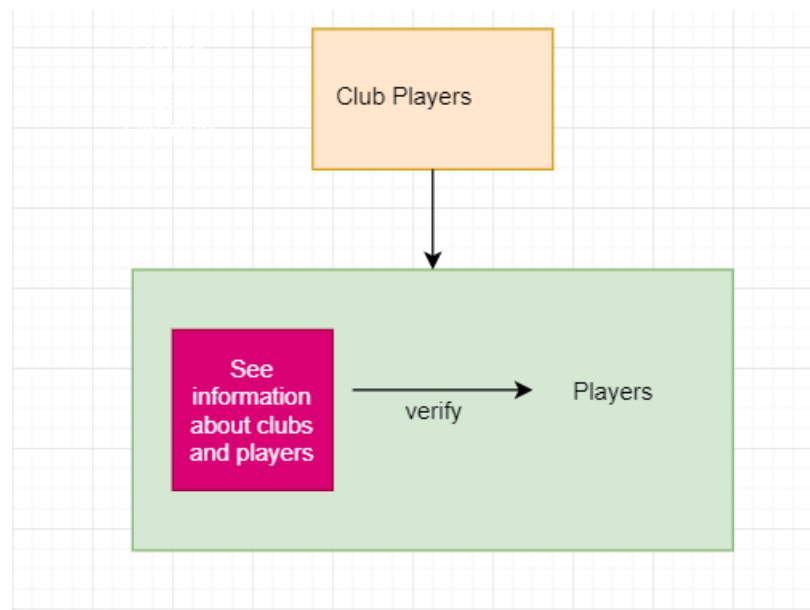 Club Players
See
information
about clubs
and players
verify
Players